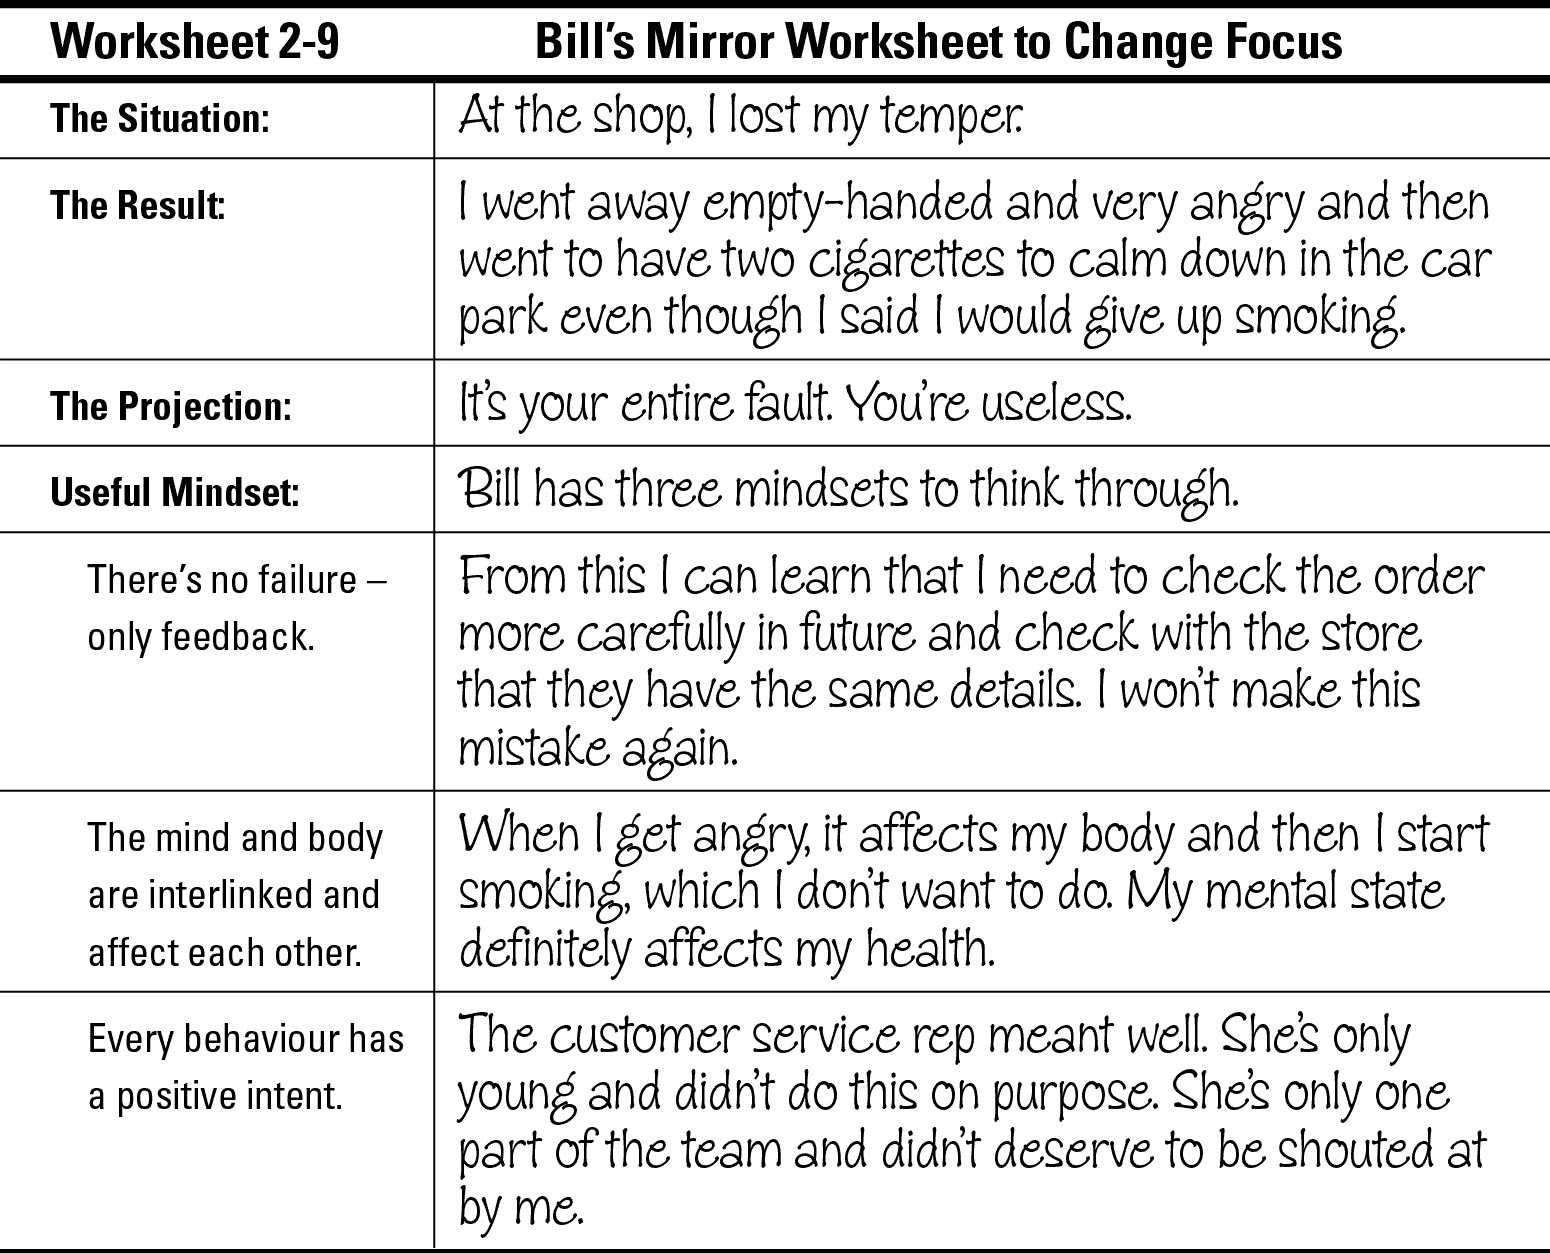 Worksheet 2-9 Bill's Mirror Worksheet to Change Focus
The Situation: At the shop, I lost my temper.
The Result: I went away empty-handed and very angry and then
went to have two cigarettes to calm down in the car
park even though I said I would give up smoking.
The Projection: It's your entire fault. You're useless.
Useful Mindset: Bill has three mindsets to think through.
There's no failure – From this I can learn that I need to check the order
only feedback. more carefully in future and check with the store
that they have the same details. I won't make this
mistake again.
The mind and body When I get angry, it affects my body and then I start
are interlinked and smoking, which I don't want to do. My mental state
affect each other. definitely affects my health.
Every behaviour has The customer service rep meant well. She's only
a positive intent. young and didn't do this on purpose. She's only one
part of the team and didn't deserve to be shouted at
by me.